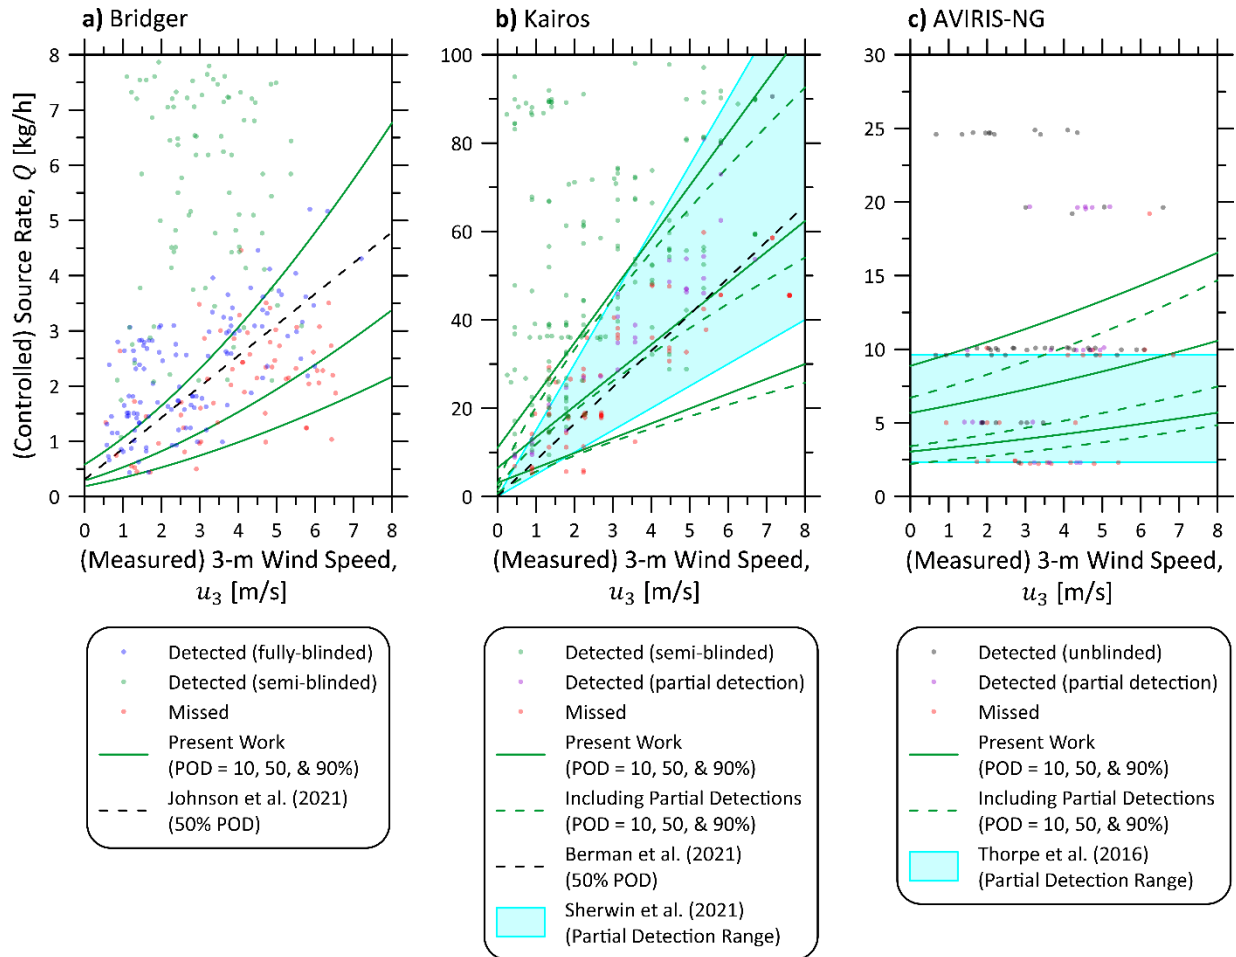 a) Bridger
b) Kairos
c) AVIRIS-NG
(Controlled) Source Rate, Q [kg/h]
8
7
6
5
4
3
2
1
0
0 1 2 3 4 5 6 7 8
(Measured) 3-m Wind Speed,
u₃ [m/s]
100
80
60
40
20
0
0 1 2 3 4 5 6 7 8
(Measured) 3-m Wind Speed,
u₃ [m/s]
30
25
20
15
10
5
0
0 1 2 3 4 5 6 7 8
(Measured) 3-m Wind Speed,
u₃ [m/s]
Detected (fully-blinded)
Detected (semi-blinded)
Missed
Present Work
(POD = 10, 50, & 90%)
Johnson et al. (2021)
(50% POD)
Detected (semi-blinded)
Detected (partial detection)
Missed
Present Work
(POD = 10, 50, & 90%)
Including Partial Detections
(POD = 10, 50, & 90%)
Berman et al. (2021)
(50% POD)
Sherwin et al. (2021)
(Partial Detection Range)
Detected (unblinded)
Detected (partial detection)
Missed
Present Work
(POD = 10, 50, & 90%)
Including Partial Detections
(POD = 10, 50, & 90%)
Thorpe et al. (2016)
(Partial Detection Range)